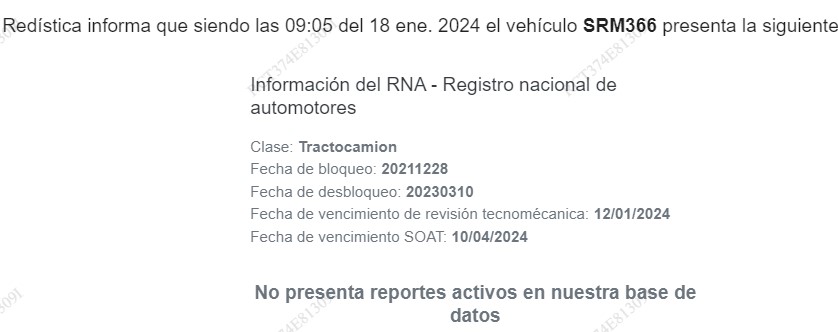 Redística informa que siendo las 09:05 del 18 ene. 2024 el vehículo SRM366 presenta la siguiente
Información del RNA - Registro nacional de
automotores
Clase: Tractocamion
Fecha de bloqueo: 20211228
Fecha de desbloqueo: 20230310
Fecha de vencimiento de revisión tecnomécanica: 12/01/2024
Fecha de vencimiento SOAT: 10/04/2024
No presenta reportes activos en nuestra base de
datos